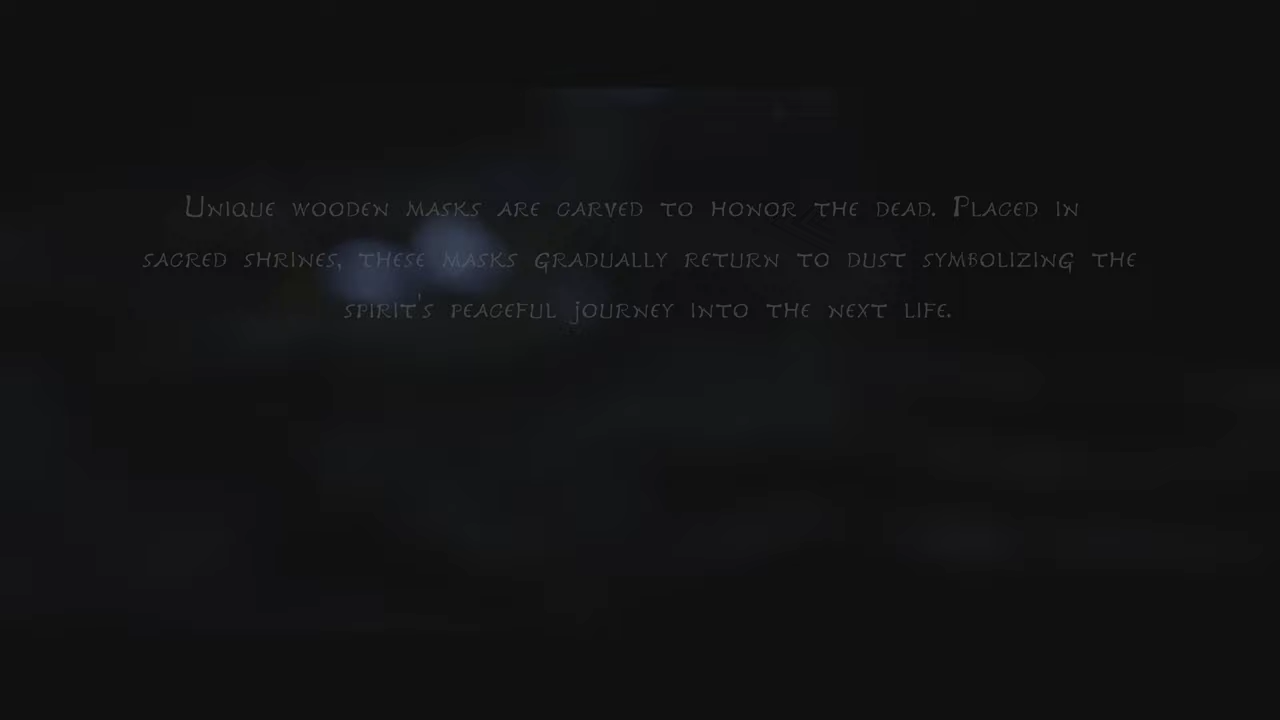 Unique wooden masks are carved to honor the dead. Placed in
sacred shrines, these masks gradually return to dust symbolizing the
spirit's peaceful journey into the next life.